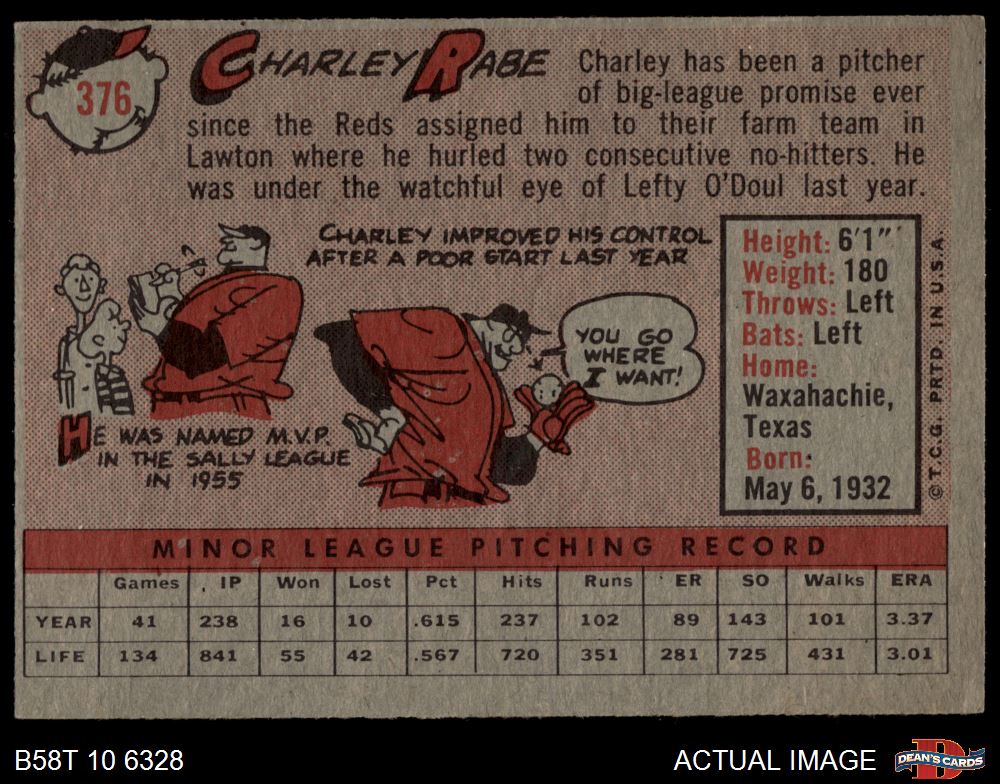 376
CHARLEY RABE
Charley has been a pitcher
of big-league promise ever
since the Reds assigned him to their farm team in
Lawton where he hurled two consecutive no-hitters. He
was under the watchful eye of Lefty O'Doul last year.
CHARLEY IMPROVED HIS CONTROL
AFTER A POOR START LAST YEAR
YOU GO
WHERE
I WANT!
HE WAS NAMED M.V.P.
IN THE SALLY LEAGUE
IN 1955
Height: 6'1"
Weight: 180
Throws: Left
Bats: Left
Home:
Waxahachie,
Texas
Born:
May 6, 1932
©T.C.G. PRTD. IN U.S.A.
MINOR LEAGUE PITCHING RECORD
Games IP Won Lost Pct Hits Runs ER SO Walks ERA
YEAR 41 238 16 10 .615 237 102 89 143 101 3.37
LIFE 134 841 55 42 .567 720 351 281 725 431 3.01
B58T 10 6328
ACTUAL IMAGE
D
DEAN'S CARDS